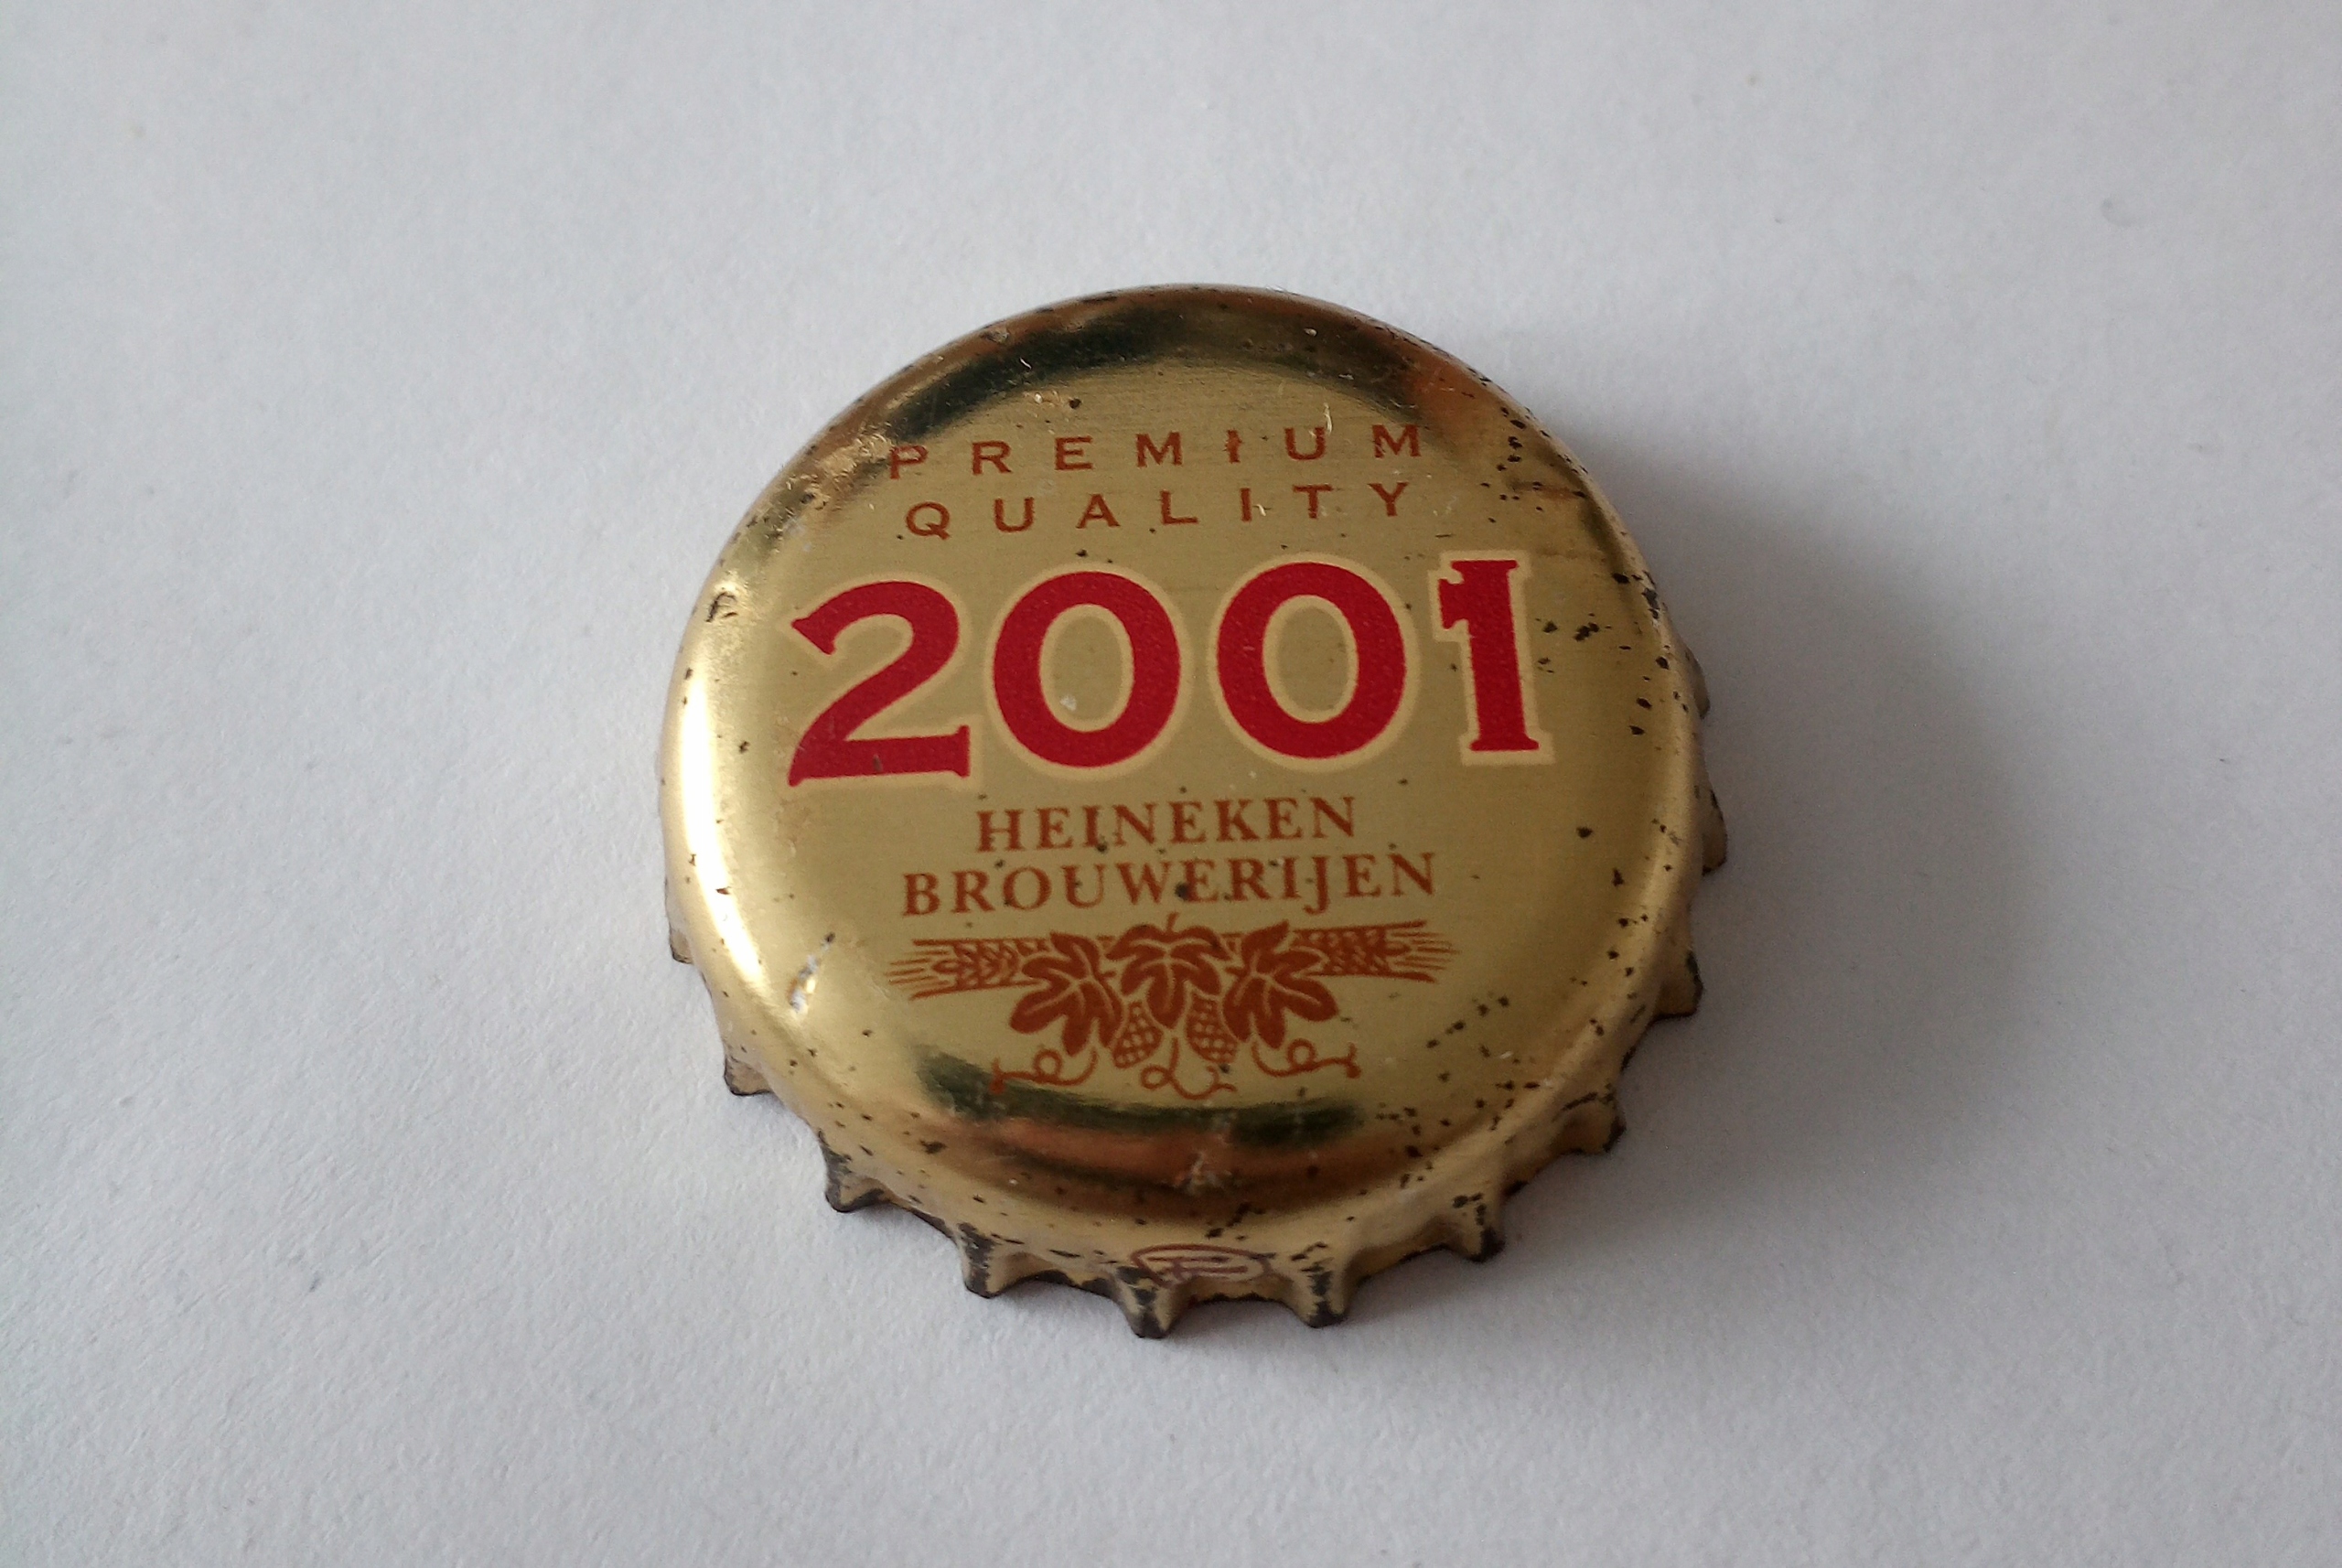 PREMIUM
QUALITY
2001
HEINEKEN
BROUWERIJEN